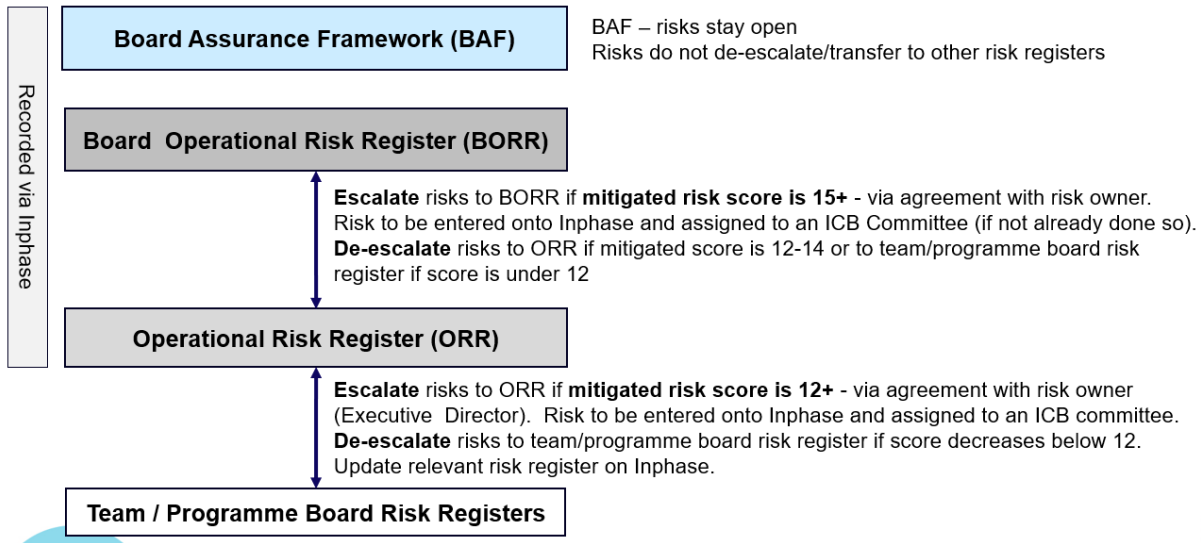 Board Assurance Framework (BAF)
BAF – risks stay open
Risks do not de-escalate/transfer to other risk registers
Recorded via Inphase
Board Operational Risk Register (BORR)
Escalate risks to BORR if mitigated risk score is 15+ - via agreement with risk owner.
Risk to be entered onto Inphase and assigned to an ICB Committee (if not already done so).
De-escalate risks to ORR if mitigated score is 12-14 or to team/programme board risk
register if score is under 12
Operational Risk Register (ORR)
Escalate risks to ORR if mitigated risk score is 12+ - via agreement with risk owner
(Executive Director). Risk to be entered onto Inphase and assigned to an ICB committee.
De-escalate risks to team/programme board risk register if score decreases below 12.
Update relevant risk register on Inphase.
Team / Programme Board Risk Registers